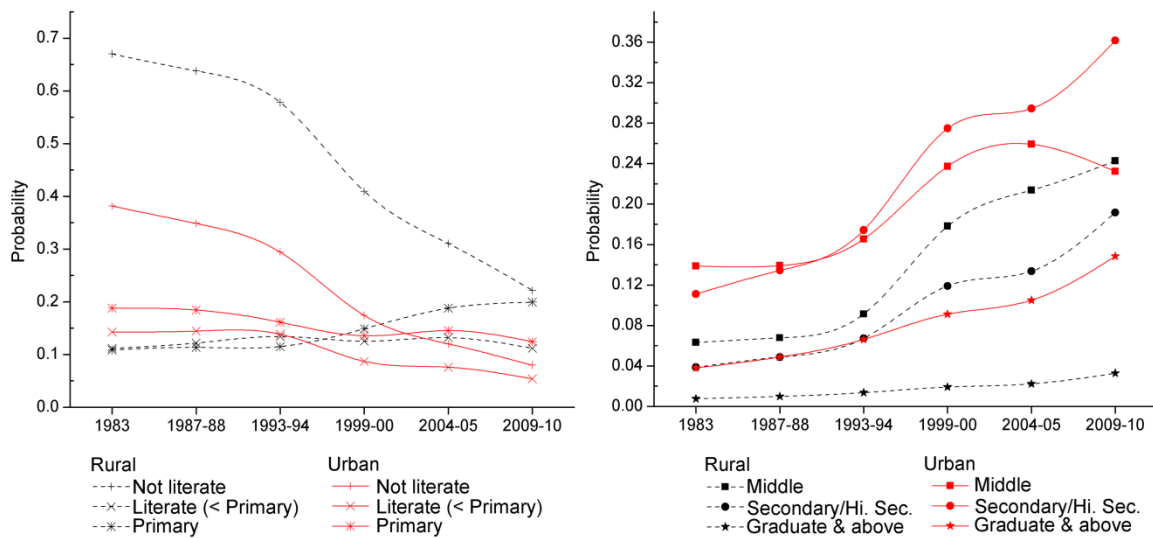 0.7
0.6
0.5
0.4
0.3
0.2
0.1
0.0
Probability
1983 1987-88 1993-94 1999-00 2004-05 2009-10
Rural Urban
Not literate Not literate
Literate (< Primary) Literate (< Primary)
Primary Primary
0.36
0.32
0.28
0.24
0.20
0.16
0.12
0.08
0.04
0.00
Probability
1983 1987-88 1993-94 1999-00 2004-05 2009-10
Rural Urban
Middle Middle
Secondary/Hi. Sec. Secondary/Hi. Sec.
Graduate & above Graduate & above